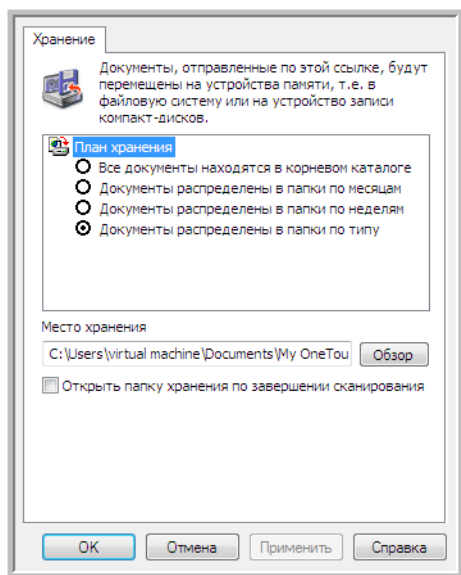 Хранение
Документы, отправленные по этой ссылке, будут
перемещены на устройства памяти, т.е. в
файловую систему или на устройство записи
компакт-дисков.
План хранения
Все документы находятся в корневом каталоге
Документы распределены в папки по месяцам
Документы распределены в папки по неделям
Документы распределены в папки по типу
Место хранения
C:\Users\virtual machine\Documents\My OneTou
Обзор
Открыть папку хранения по завершении сканирования
OK
Отмена
Применить
Справка